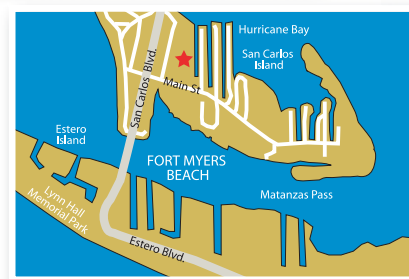 Hurricane Bay
San Carlos
Island
San Carlos Blvd.
Main St
Estero
Island
FORT MYERS
BEACH
Matanzas Pass
Lynn Hall
Memorial Park
Estero Blvd.